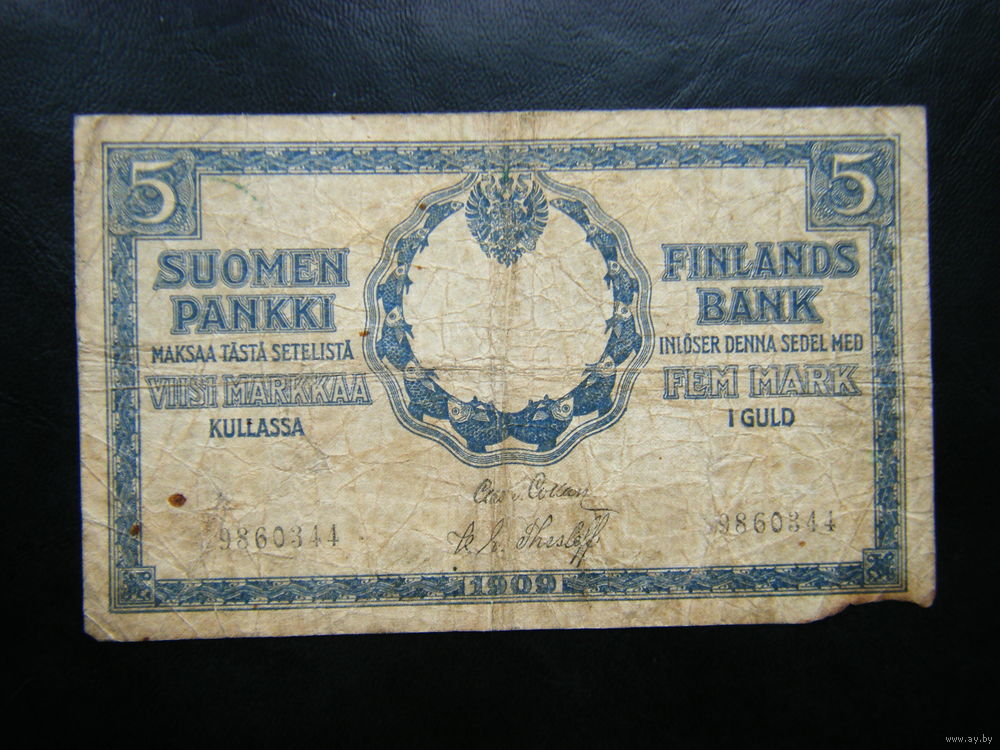 5
5
SUOMEN
PANKKI
MAKSAA TÄSTÄ SETELISTÄ
VIISI MARKKAA
KULLASSA
FINLANDS
BANK
INLÖSER DENNA SEDEL MED
FEM MARK
I GULD
9860344
9860344
1909
www.ay.by